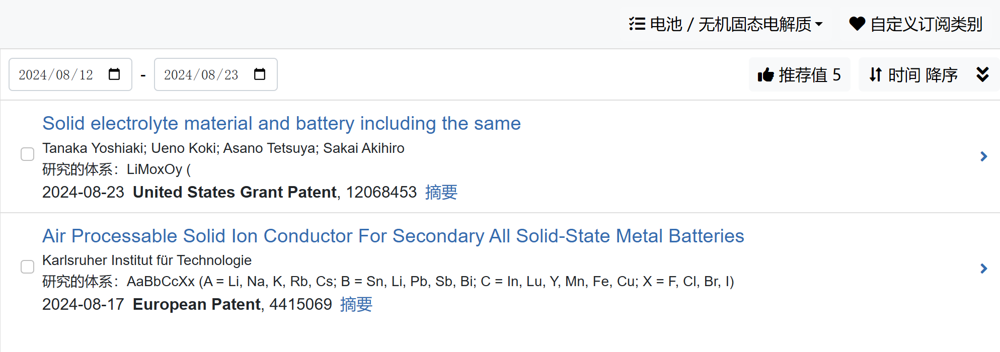 电池 / 无机固态电解质 自定义订阅类别
2024/08/12 - 2024/08/23 推荐值 5 时间 降序
Solid electrolyte material and battery including the same
Tanaka Yoshiaki; Ueno Koki; Asano Tetsuya; Sakai Akihiro
研究的体系：LiMoxOy (
2024-08-23 United States Grant Patent, 12068453 摘要
Air Processable Solid Ion Conductor For Secondary All Solid-State Metal Batteries
Karlsruher Institut für Technologie
研究的体系：AaBbCcXx (A = Li, Na, K, Rb, Cs; B = Sn, Li, Pb, Sb, Bi; C = In, Lu, Y, Mn, Fe, Cu; X = F, Cl, Br, I)
2024-08-17 European Patent, 4415069 摘要